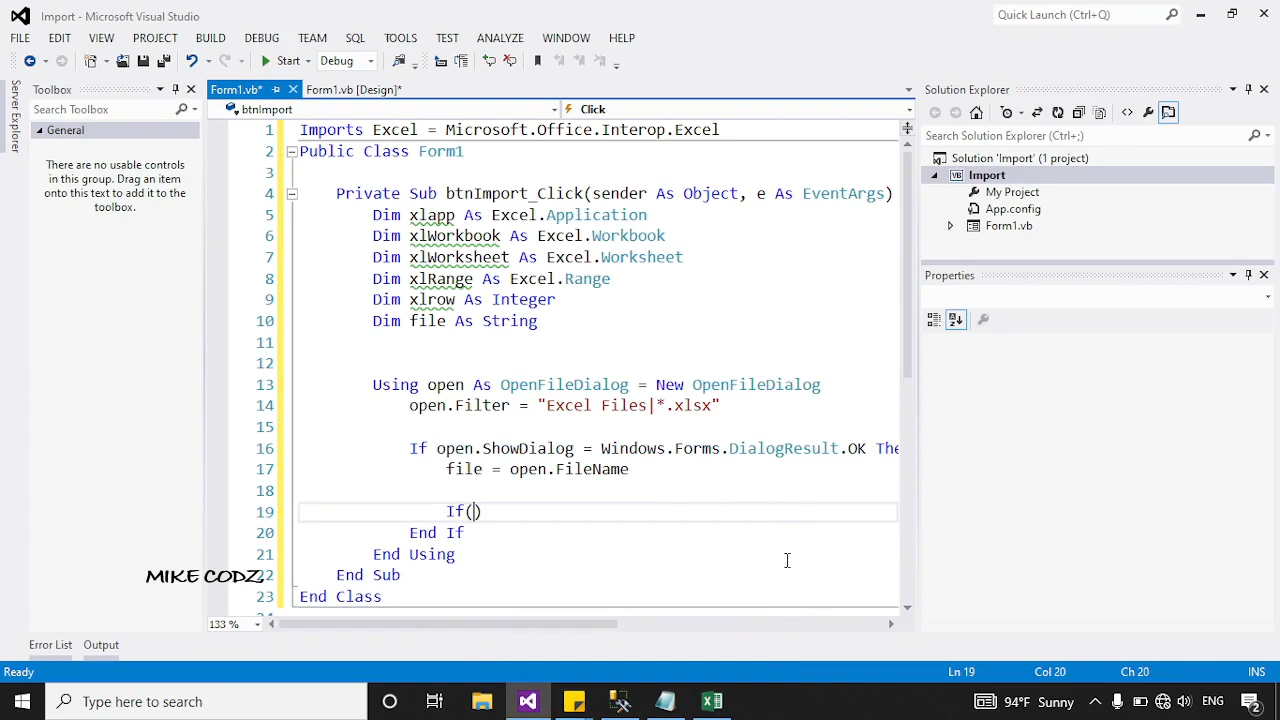 Import - Microsoft Visual Studio
Quick Launch (Ctrl+Q)
FILE EDIT VIEW PROJECT BUILD DEBUG TEAM SQL TOOLS TEST ANALYZE WINDOW HELP
Start Debug
Server Explorer
Toolbox
Search Toolbox
General
There are no usable controls
in this group. Drag an item
onto this text to add it to the
toolbox.
Form1.vb* Form1.vb [Design]*
btnImport Click
1 Imports Excel = Microsoft.Office.Interop.Excel
2 Public Class Form1
3
4 Private Sub btnImport_Click(sender As Object, e As EventArgs)
5 Dim xlapp As Excel.Application
6 Dim xlWorkbook As Excel.Workbook
7 Dim xlWorksheet As Excel.Worksheet
8 Dim xlRange As Excel.Range
9 Dim xlrow As Integer
10 Dim file As String
11
12
13 Using open As OpenFileDialog = New OpenFileDialog
14 open.Filter = "Excel Files|*.xlsx"
15
16 If open.ShowDialog = Windows.Forms.DialogResult.OK The
17 file = open.FileName
18
19 If()
20 End If
21 End Using
22 End Sub
23 End Class
MIKE CODZ,
133 %
Solution Explorer
Search Solution Explorer (Ctrl+;)
Solution 'Import' (1 project)
Import
My Project
App.config
Form1.vb
Properties
Error List Output
Ready Ln 19 Col 20 Ch 20 INS
Type here to search
94°F Sunny ENG 2